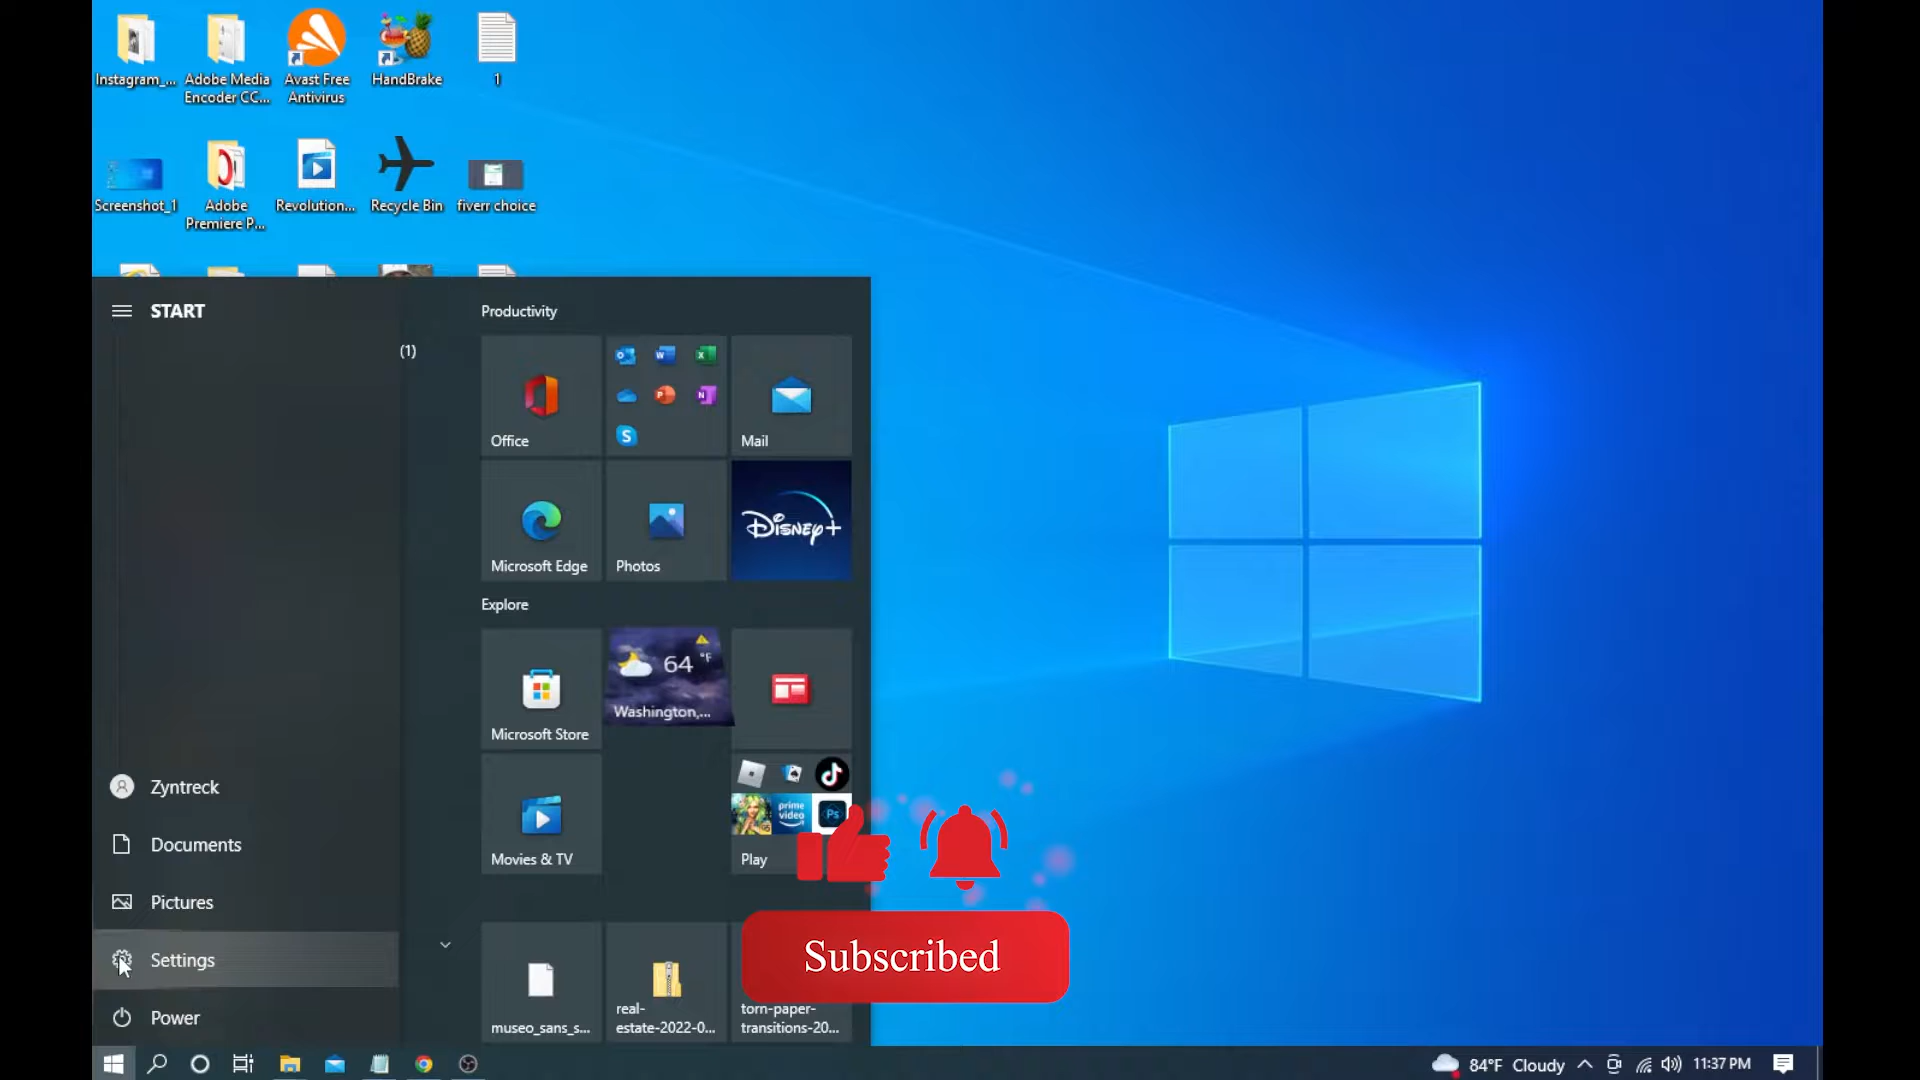 Instagram_...
Adobe Media
Encoder CC...
Avast Free
Antivirus
HandBrake
1
Screenshot_1
Adobe
Premiere P...
Revolution...
Recycle Bin
fiverr choice
START
(1)
Zyntreck
Documents
Pictures
Settings
Power
Productivity
Office
Mail
Microsoft Edge
Photos
Disney+
Explore
Microsoft Store
64 °F
Washington,...
Movies & TV
prime
video
Ps
Play
museo_sans_s...
real-
estate-2022-0...
torn-paper-
transitions-20...
Subscribed
84°F Cloudy
11:37 PM